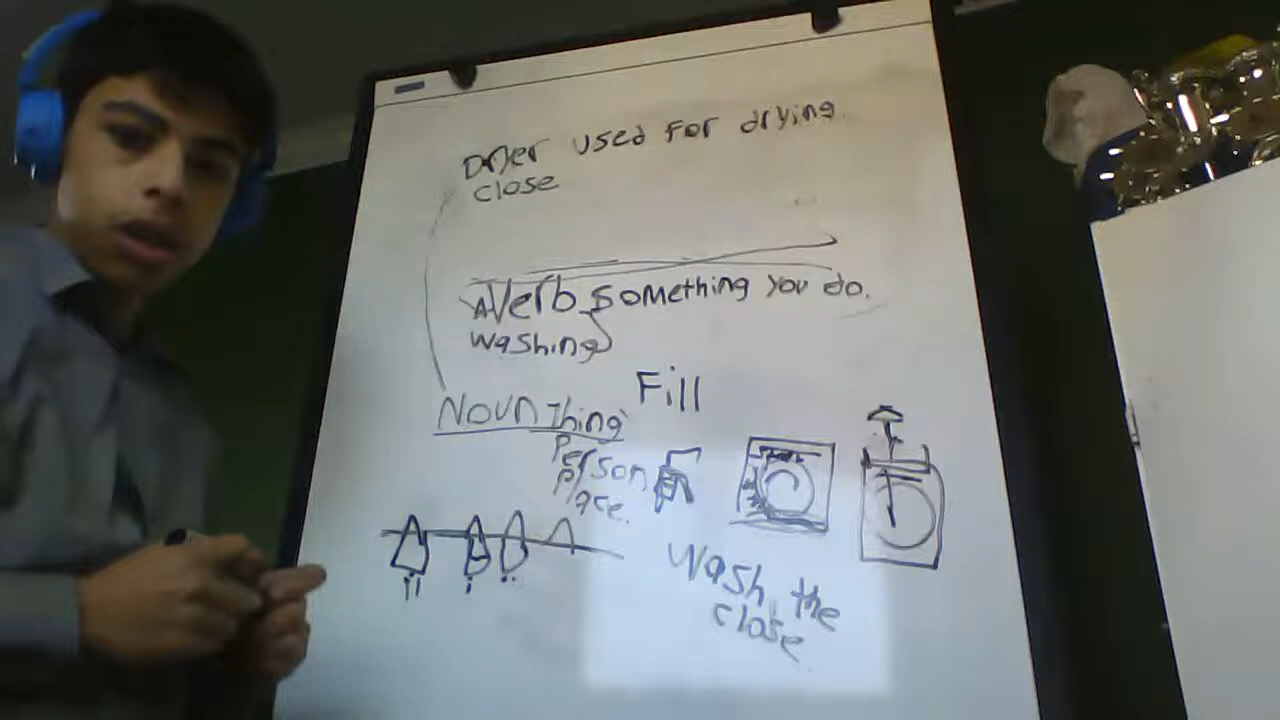 Dryer used for drying
close
A Verb Something you do.
washing
Fill
Noun Thing
Person
Place.
Wash the
close